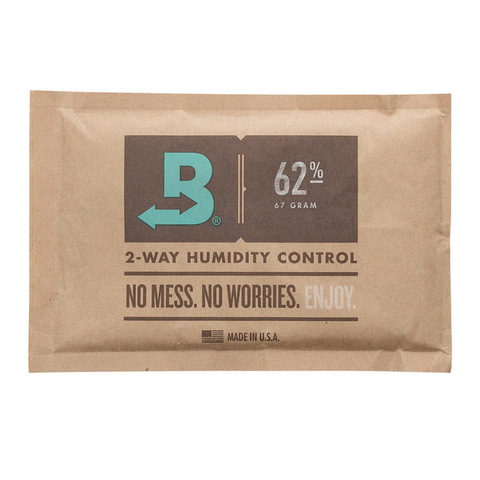 B®
62%
67 GRAM
2-WAY HUMIDITY CONTROL
NO MESS. NO WORRIES. ENJOY.
MADE IN U.S.A.